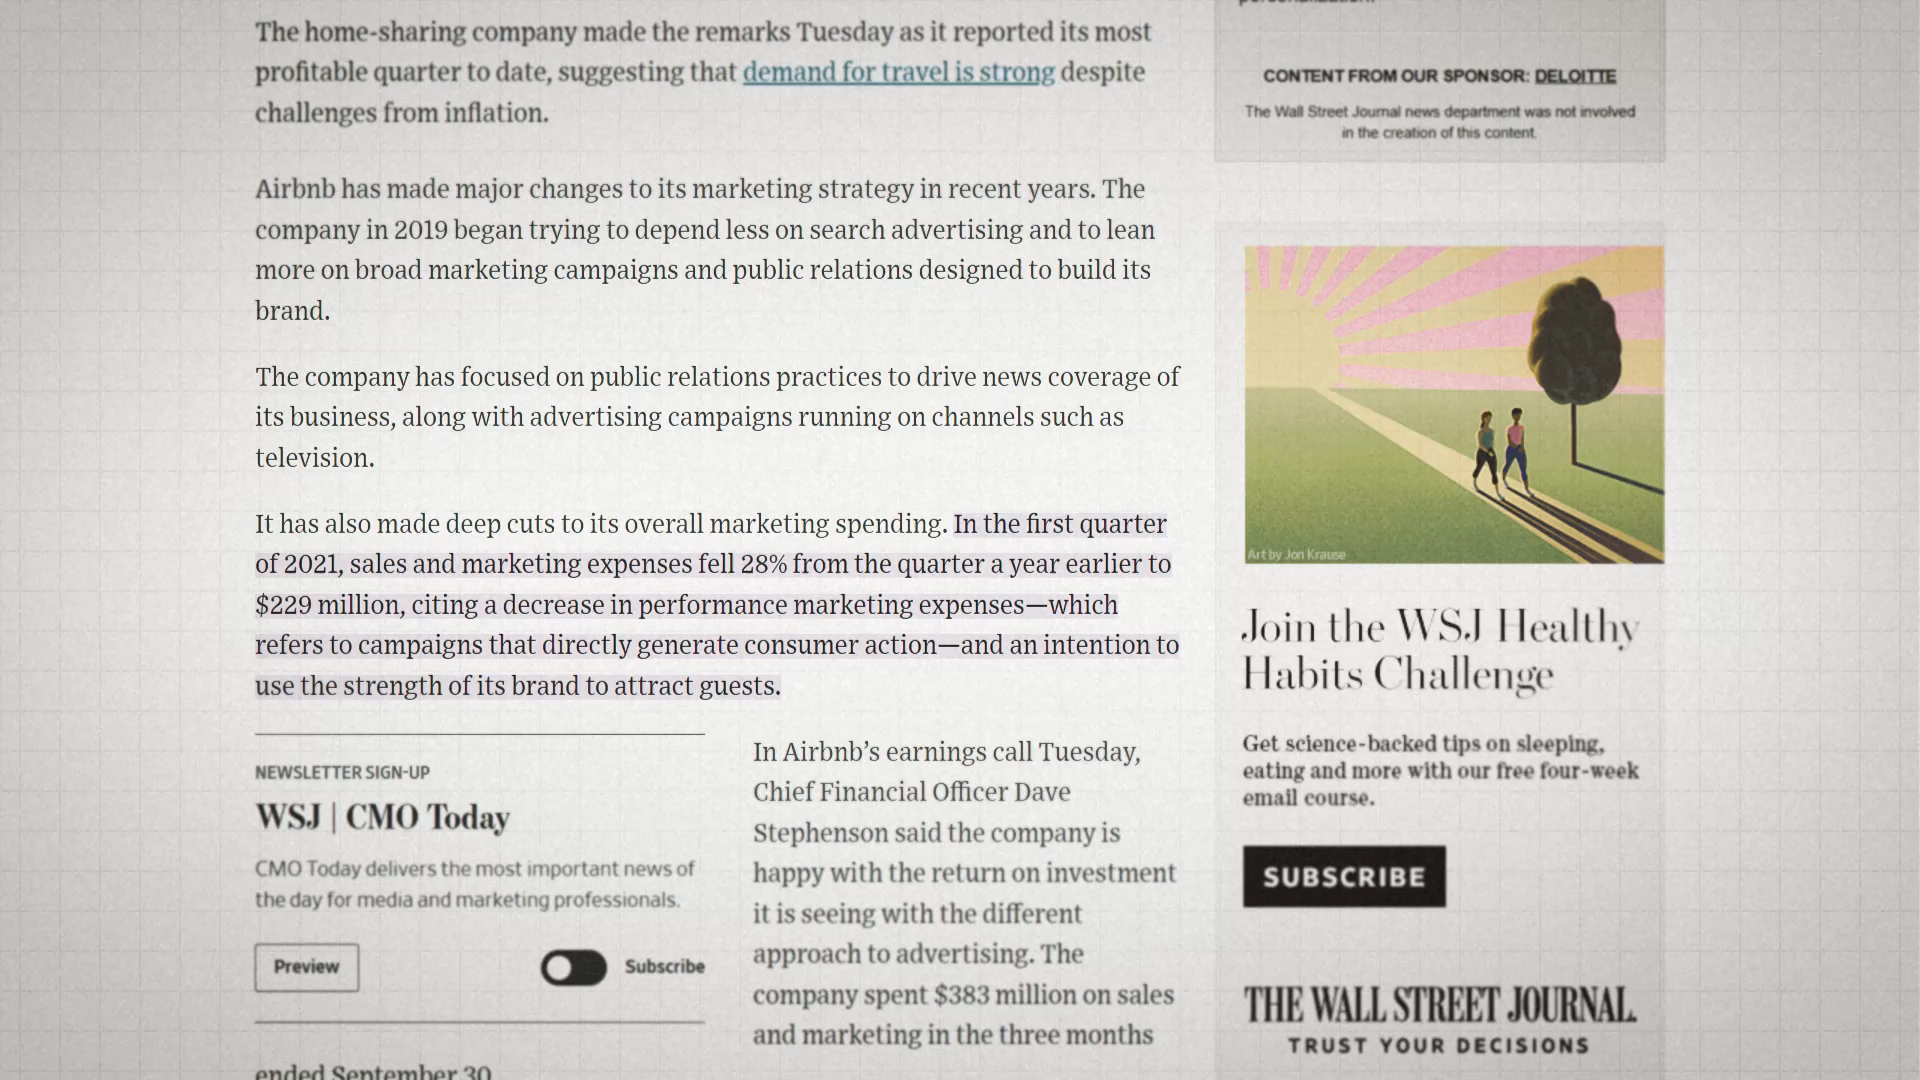 The home-sharing company made the remarks Tuesday as it reported its most
profitable quarter to date, suggesting that demand for travel is strong despite
challenges from inflation.
Airbnb has made major changes to its marketing strategy in recent years. The
company in 2019 began trying to depend less on search advertising and to lean
more on broad marketing campaigns and public relations designed to build its
brand.
The company has focused on public relations practices to drive news coverage of
its business, along with advertising campaigns running on channels such as
television.
It has also made deep cuts to its overall marketing spending. In the first quarter
of 2021, sales and marketing expenses fell 28% from the quarter a year earlier to
$229 million, citing a decrease in performance marketing expenses—which
refers to campaigns that directly generate consumer action—and an intention to
use the strength of its brand to attract guests.
NEWSLETTER SIGN-UP
WSJ | CMO Today
CMO Today delivers the most important news of
the day for media and marketing professionals.
Preview
Subscribe
In Airbnb’s earnings call Tuesday,
Chief Financial Officer Dave
Stephenson said the company is
happy with the return on investment
it is seeing with the different
approach to advertising. The
company spent $383 million on sales
and marketing in the three months
ended September 30
CONTENT FROM OUR SPONSOR: DELOITTE
The Wall Street Journal news department was not involved
in the creation of this content.
Art by Jon Krause
Join the WSJ Healthy
Habits Challenge
Get science-backed tips on sleeping,
eating and more with our free four-week
email course.
SUBSCRIBE
THE WALL STREET JOURNAL.
TRUST YOUR DECISIONS